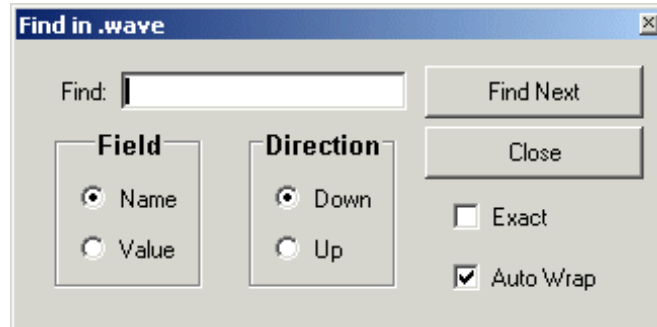 Find in .wave
Find:
Find Next
Close
Field
Name
Value
Direction
Down
Up
Exact
Auto Wrap